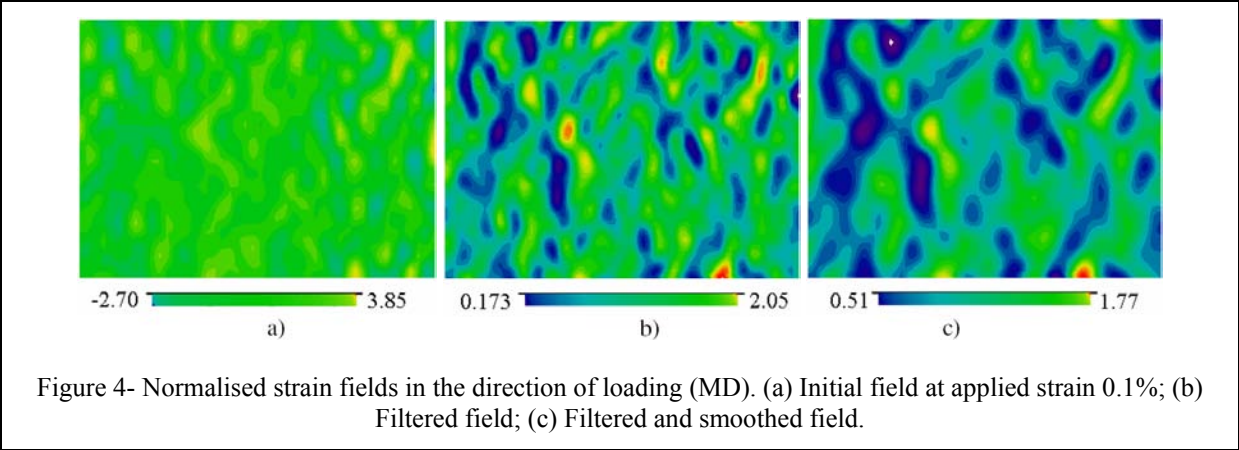 -2.70 3.85 0.173 2.05 0.51 1.77
a) b) c)
Figure 4- Normalised strain fields in the direction of loading (MD). (a) Initial field at applied strain 0.1%; (b)
Filtered field; (c) Filtered and smoothed field.